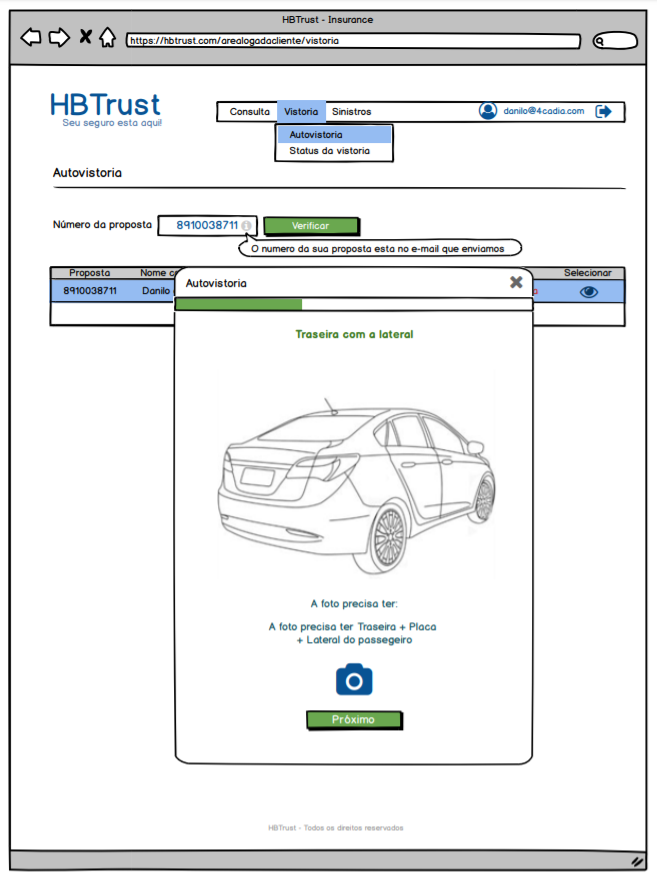 HBTrust - Insurance
https://hbtrust.com/arealogadacliente/vistoria
HBTrust
Seu seguro esta aqui!
Consulta Vistoria Sinistros danilo@4cadia.com
Autovistoria
Status da vistoria
Autovistoria
Número da proposta 8910038711 Verificar
O numero da sua proposta esta no e-mail que enviamos
Proposta Nome Selecionar
8910038711 Danilo
Autovistoria
Traseira com a lateral
A foto precisa ter:
A foto precisa ter Traseira + Placa
+ Lateral do passegeiro
Próximo
HBTrust - Todos os direitos reservados